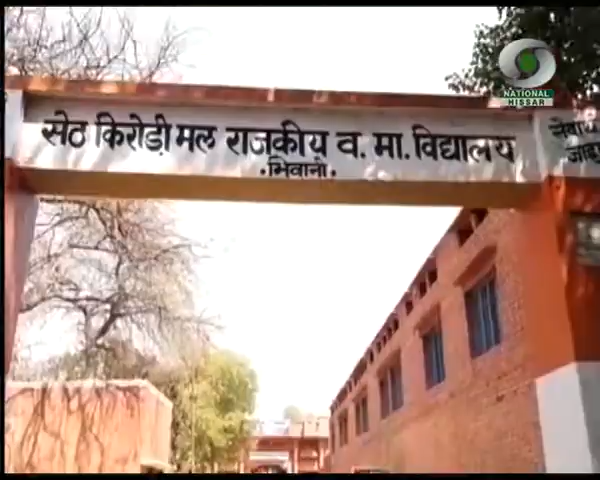 NATIONAL
HISSAR
सेठ किरोड़ी मल राजकीय व. मा. विद्यालय
• भिवानी •
सेवार्थ